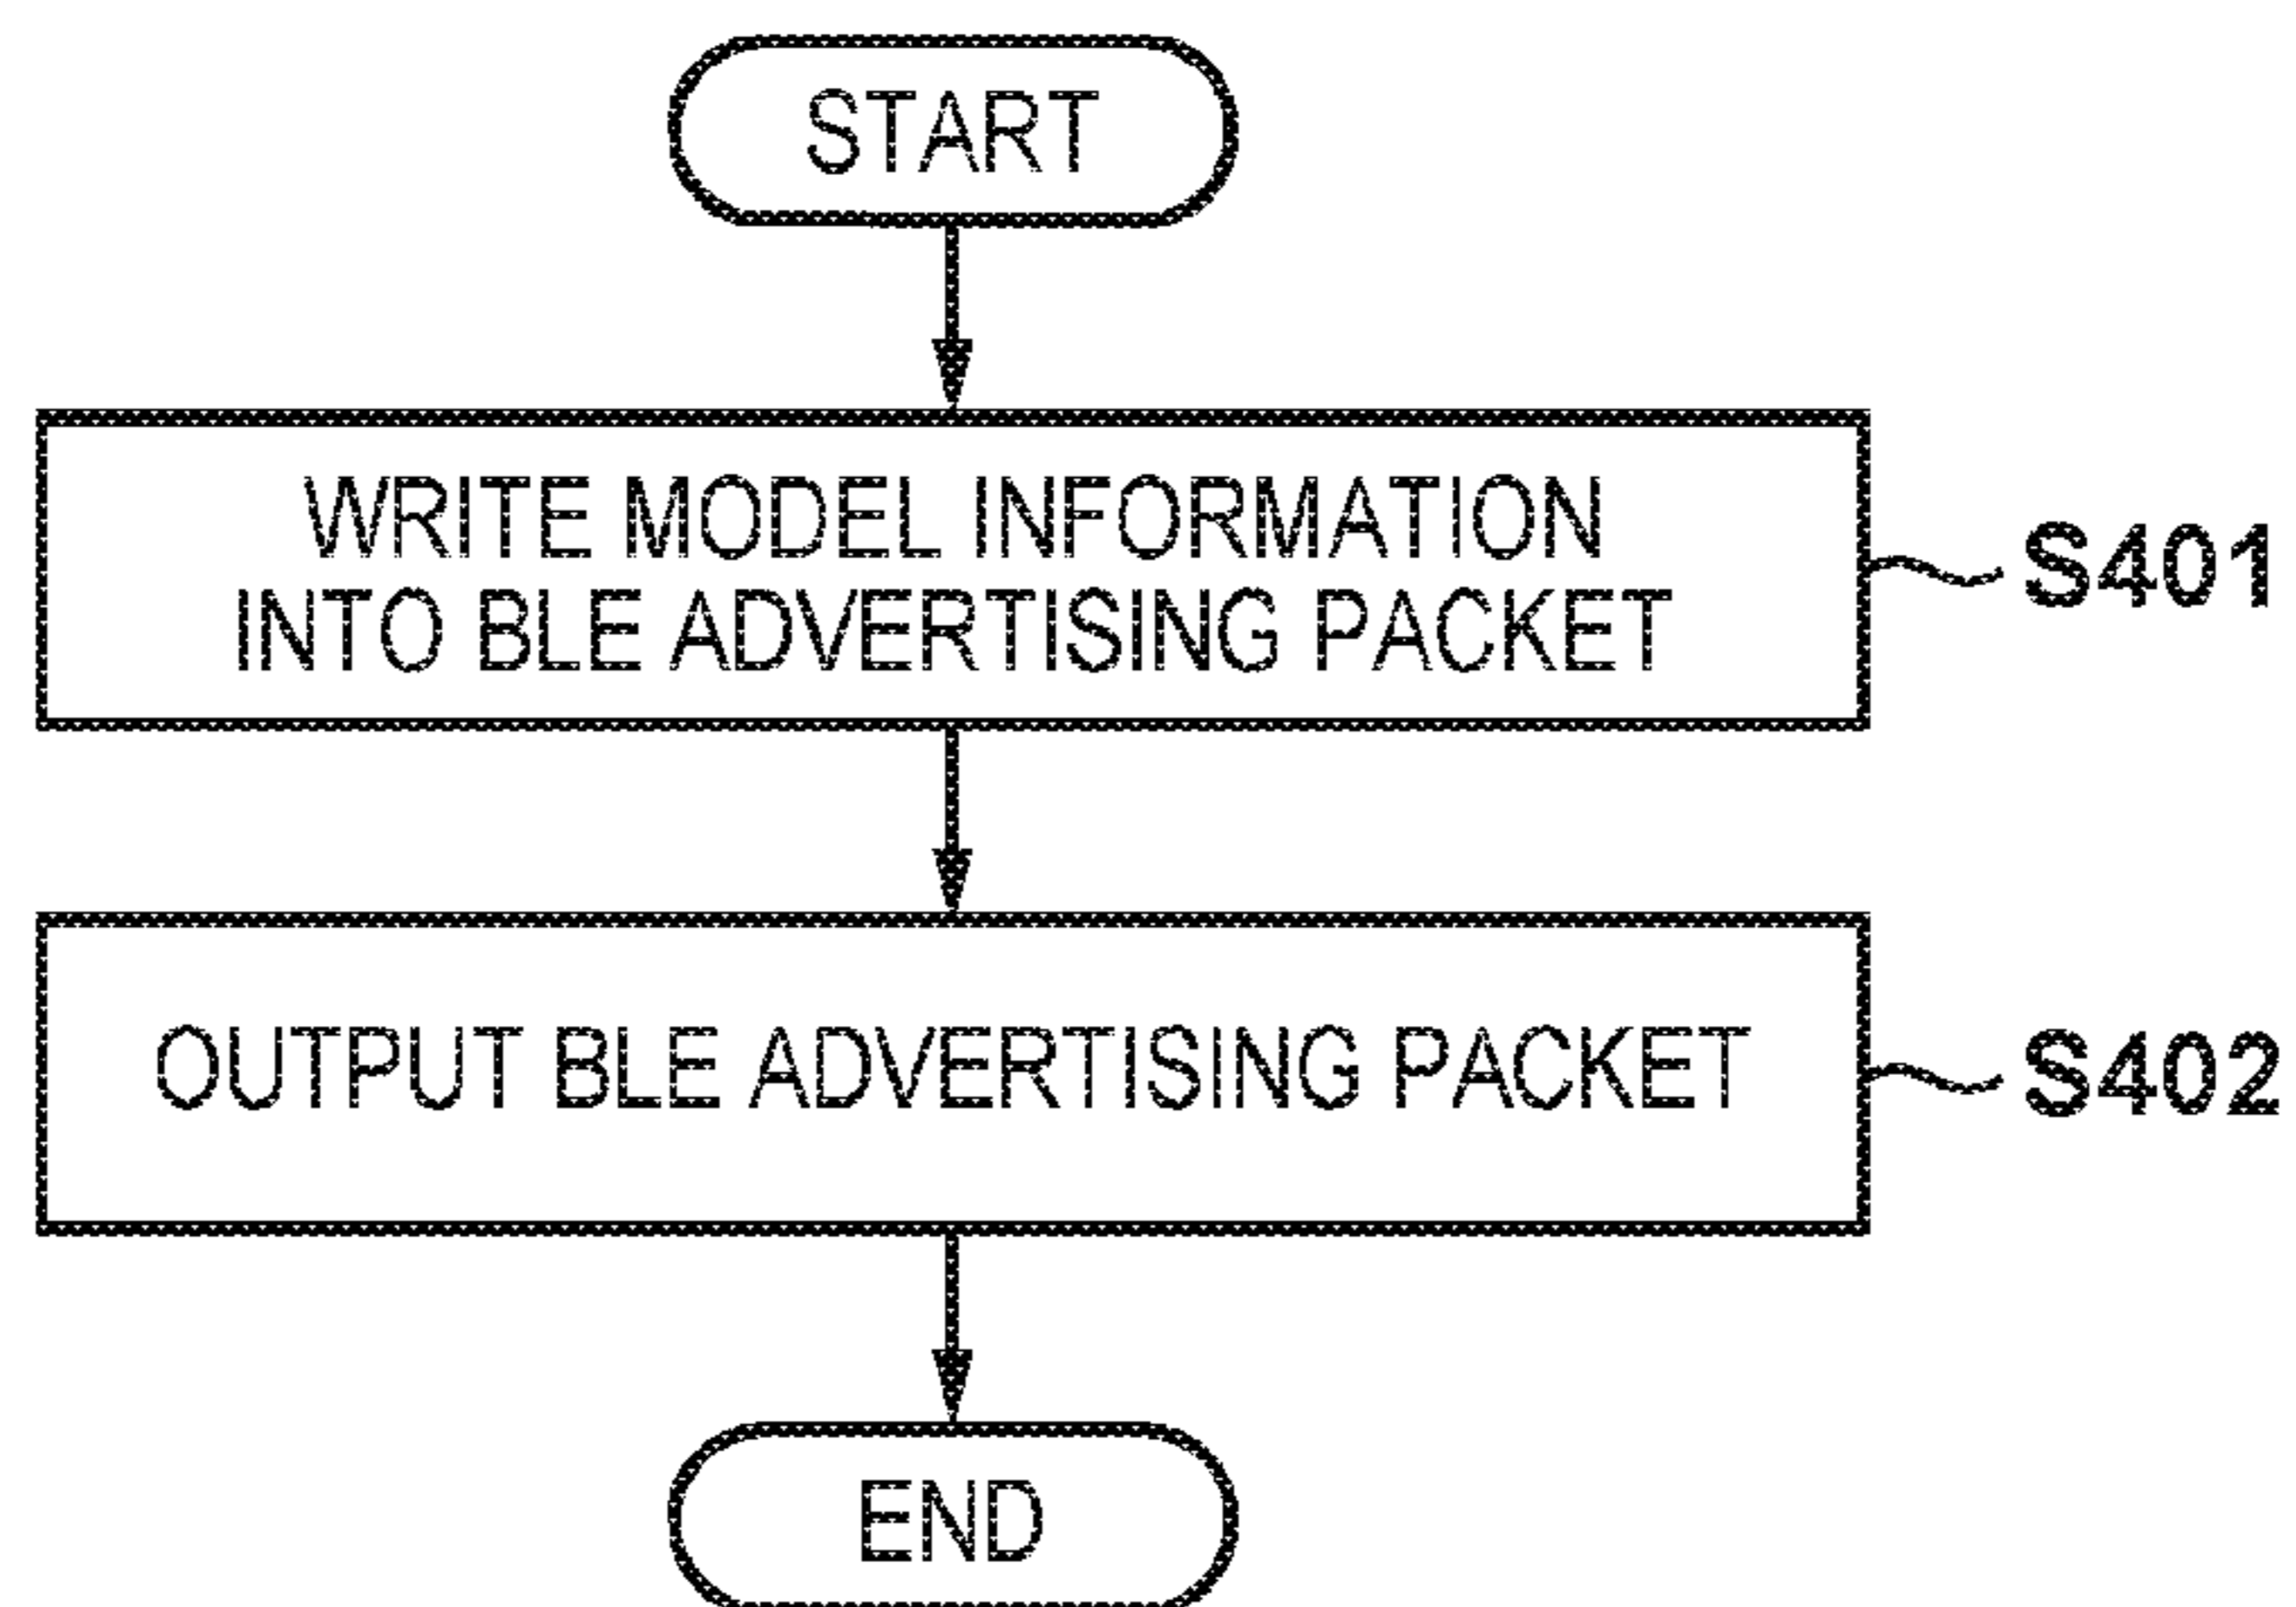 START
WRITE MODEL INFORMATION
INTO BLE ADVERTISING PACKET
S401
OUTPUT BLE ADVERTISING PACKET
S402
END